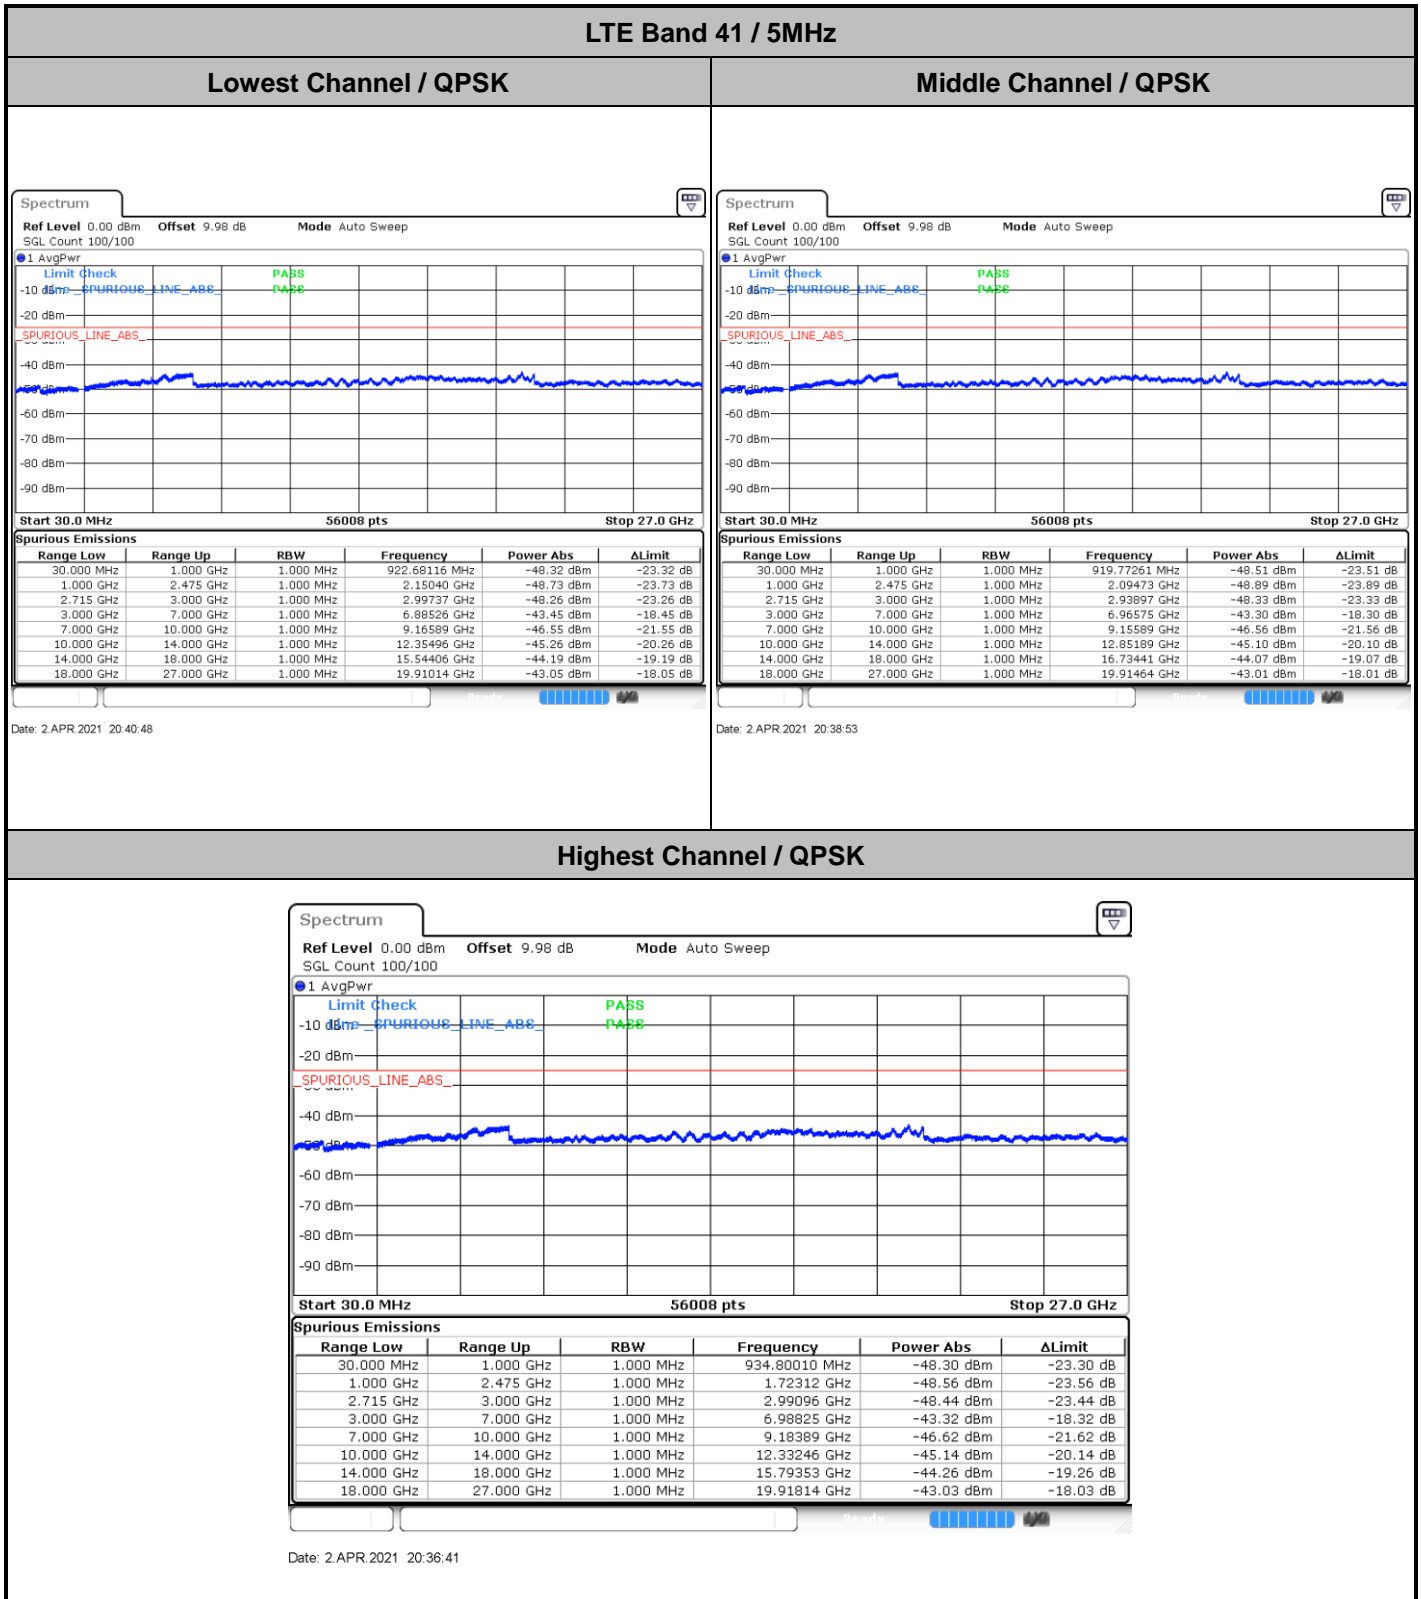 LTE Band 41 / 5MHz
Lowest Channel / QPSK
Middle Channel / QPSK
Spectrum
Ref Level 0.00 dBm Offset 9.98 dB Mode Auto Sweep
SGL Count 100/100
1 AvgPwr
Limit Check PASS
-10 dBm Line _SPURIOUS_LINE_ABS_ PASS
-20 dBm
_SPURIOUS_LINE_ABS_
-40 dBm
-50 dBm
-60 dBm
-70 dBm
-80 dBm
-90 dBm
Start 30.0 MHz 56008 pts Stop 27.0 GHz
Spurious Emissions
Range Low Range Up RBW Frequency Power Abs ΔLimit
30.000 MHz 1.000 GHz 1.000 MHz 922.68116 MHz -48.32 dBm -23.32 dB
1.000 GHz 2.475 GHz 1.000 MHz 2.15040 GHz -48.73 dBm -23.73 dB
2.715 GHz 3.000 GHz 1.000 MHz 2.99737 GHz -48.26 dBm -23.26 dB
3.000 GHz 7.000 GHz 1.000 MHz 6.88526 GHz -43.45 dBm -18.45 dB
7.000 GHz 10.000 GHz 1.000 MHz 9.16589 GHz -46.55 dBm -21.55 dB
10.000 GHz 14.000 GHz 1.000 MHz 12.35496 GHz -45.26 dBm -20.26 dB
14.000 GHz 18.000 GHz 1.000 MHz 15.54406 GHz -44.19 dBm -19.19 dB
18.000 GHz 27.000 GHz 1.000 MHz 19.91014 GHz -43.05 dBm -18.05 dB
Ready
Date: 2.APR.2021 20:40:48
Spectrum
Ref Level 0.00 dBm Offset 9.98 dB Mode Auto Sweep
SGL Count 100/100
1 AvgPwr
Limit Check PASS
-10 dBm Line _SPURIOUS_LINE_ABS_ PASS
-20 dBm
_SPURIOUS_LINE_ABS_
-40 dBm
-50 dBm
-60 dBm
-70 dBm
-80 dBm
-90 dBm
Start 30.0 MHz 56008 pts Stop 27.0 GHz
Spurious Emissions
Range Low Range Up RBW Frequency Power Abs ΔLimit
30.000 MHz 1.000 GHz 1.000 MHz 919.77261 MHz -48.51 dBm -23.51 dB
1.000 GHz 2.475 GHz 1.000 MHz 2.09473 GHz -48.89 dBm -23.89 dB
2.715 GHz 3.000 GHz 1.000 MHz 2.93897 GHz -48.33 dBm -23.33 dB
3.000 GHz 7.000 GHz 1.000 MHz 6.96575 GHz -43.30 dBm -18.30 dB
7.000 GHz 10.000 GHz 1.000 MHz 9.15589 GHz -46.56 dBm -21.56 dB
10.000 GHz 14.000 GHz 1.000 MHz 12.85189 GHz -45.10 dBm -20.10 dB
14.000 GHz 18.000 GHz 1.000 MHz 16.73441 GHz -44.07 dBm -19.07 dB
18.000 GHz 27.000 GHz 1.000 MHz 19.91464 GHz -43.01 dBm -18.01 dB
Ready
Date: 2.APR.2021 20:38:53
Highest Channel / QPSK
Spectrum
Ref Level 0.00 dBm Offset 9.98 dB Mode Auto Sweep
SGL Count 100/100
1 AvgPwr
Limit Check PASS
-10 dBm Line _SPURIOUS_LINE_ABS_ PASS
-20 dBm
_SPURIOUS_LINE_ABS_
-40 dBm
-50 dBm
-60 dBm
-70 dBm
-80 dBm
-90 dBm
Start 30.0 MHz 56008 pts Stop 27.0 GHz
Spurious Emissions
Range Low Range Up RBW Frequency Power Abs ΔLimit
30.000 MHz 1.000 GHz 1.000 MHz 934.80010 MHz -48.30 dBm -23.30 dB
1.000 GHz 2.475 GHz 1.000 MHz 1.72312 GHz -48.56 dBm -23.56 dB
2.715 GHz 3.000 GHz 1.000 MHz 2.99096 GHz -48.44 dBm -23.44 dB
3.000 GHz 7.000 GHz 1.000 MHz 6.98825 GHz -43.32 dBm -18.32 dB
7.000 GHz 10.000 GHz 1.000 MHz 9.18389 GHz -46.62 dBm -21.62 dB
10.000 GHz 14.000 GHz 1.000 MHz 12.33246 GHz -45.14 dBm -20.14 dB
14.000 GHz 18.000 GHz 1.000 MHz 15.79353 GHz -44.26 dBm -19.26 dB
18.000 GHz 27.000 GHz 1.000 MHz 19.91814 GHz -43.03 dBm -18.03 dB
Ready
Date: 2.APR.2021 20:36:41